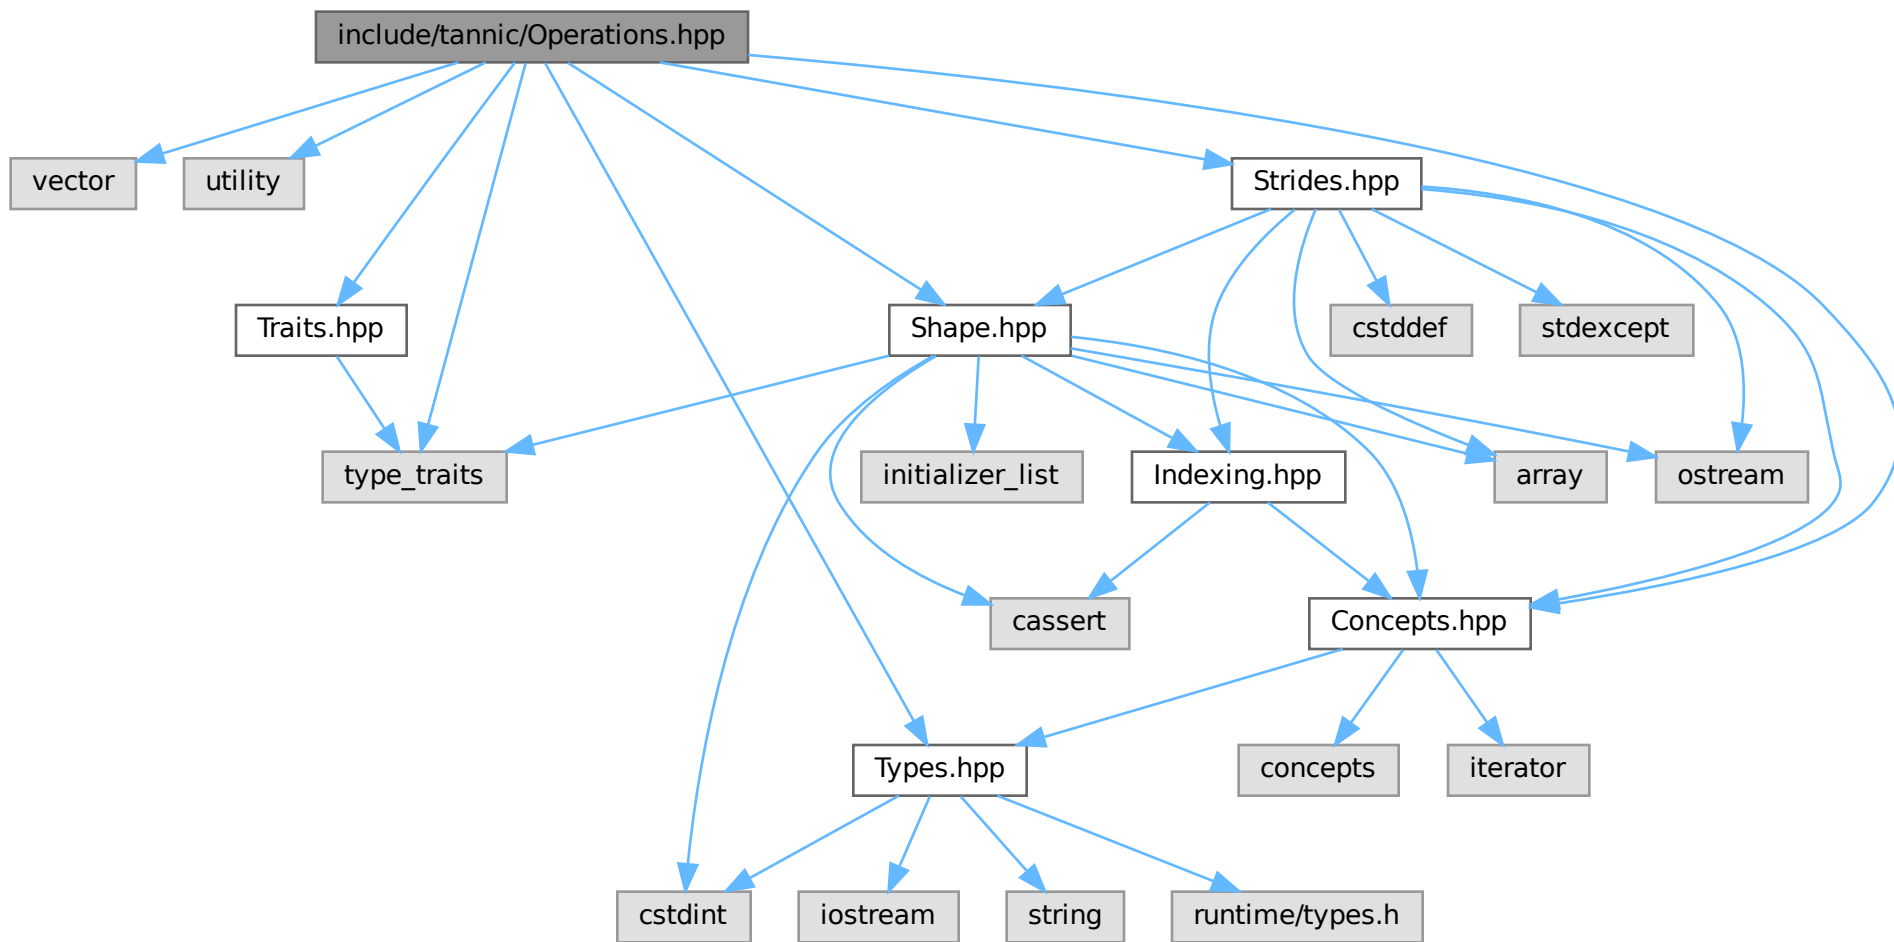 include/tannic/Operations.hpp
vector
utility
Strides.hpp
Traits.hpp
Shape.hpp
cstddef
stdexcept
type_traits
initializer_list
Indexing.hpp
array
ostream
cassert
Concepts.hpp
Types.hpp
concepts
iterator
cstdint
iostream
string
runtime/types.h